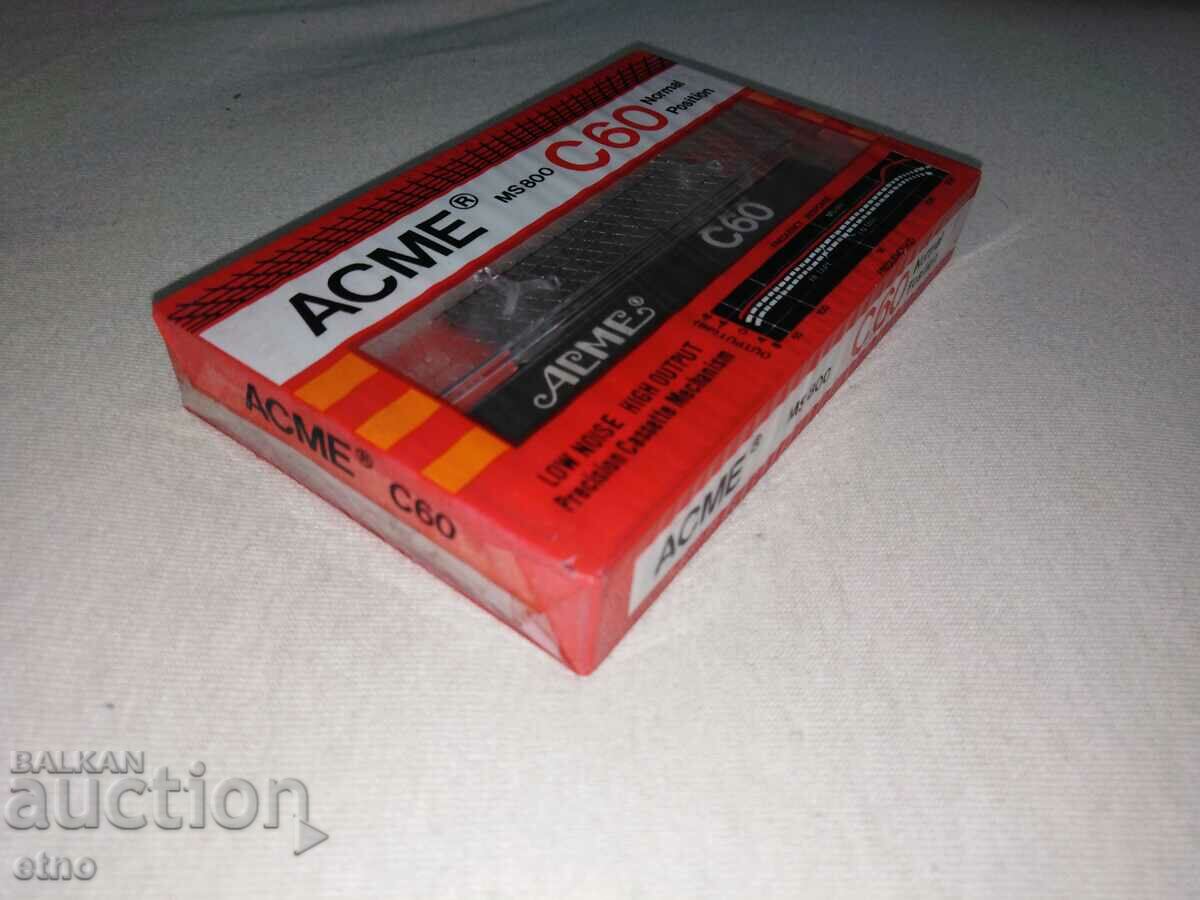 ACME® MS800 C60 Normal
Position
ACME® C60
LOW NOISE HIGH OUTPUT
Precision Cassette Mechanism
ACME® C60
ACME® MS800 C60 Normal
BALKAN
auction
etno